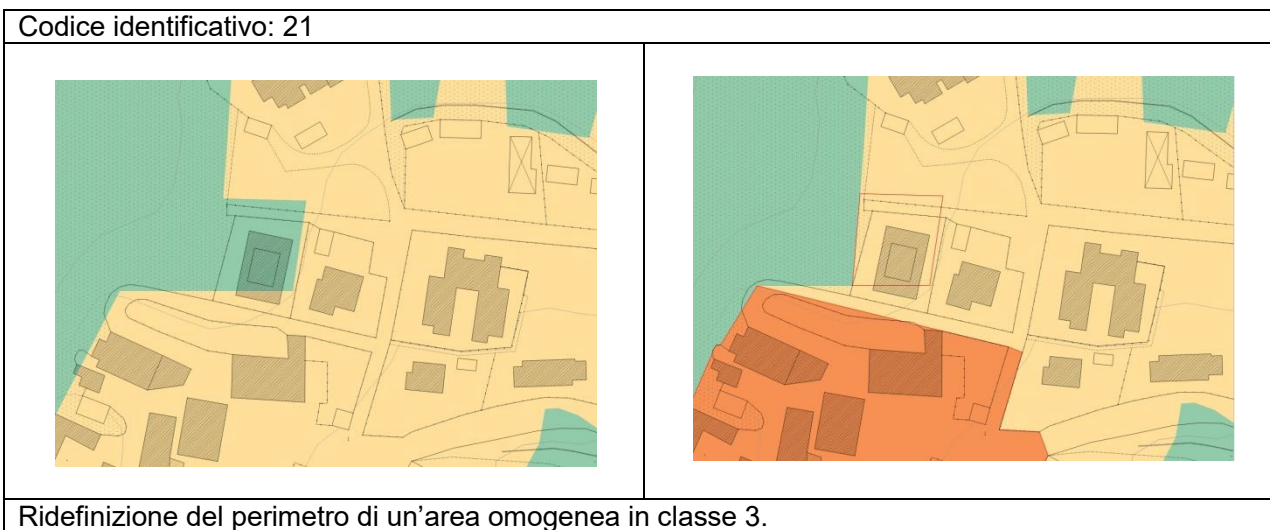 Codice identificativo: 21
Ridefinizione del perimetro di un'area omogenea in classe 3.